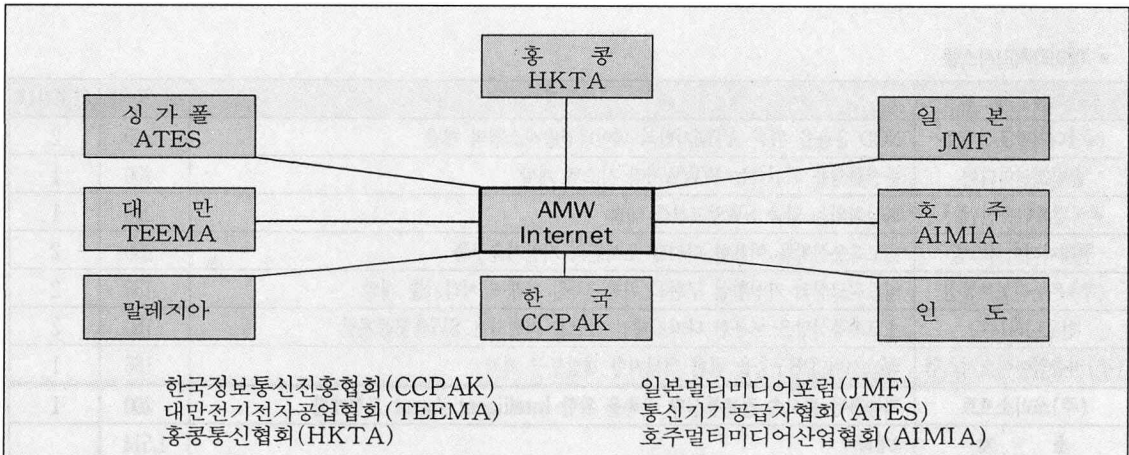 홍 콩
HKTA
싱 가 폴
ATES
일 본
JMF
대 만
TEEMA
AMW
Internet
호 주
AIMIA
말레지아
한 국
CCPAK
인 도
한국정보통신진흥협회(CCPAK)
일본멀티미디어포럼(JMF)
대만전기전자공업협회(TEEMA)
통신기기공급자협회(ATES)
홍콩통신협회(HKTA)
호주멀티미디어산업협회(AIMIA)